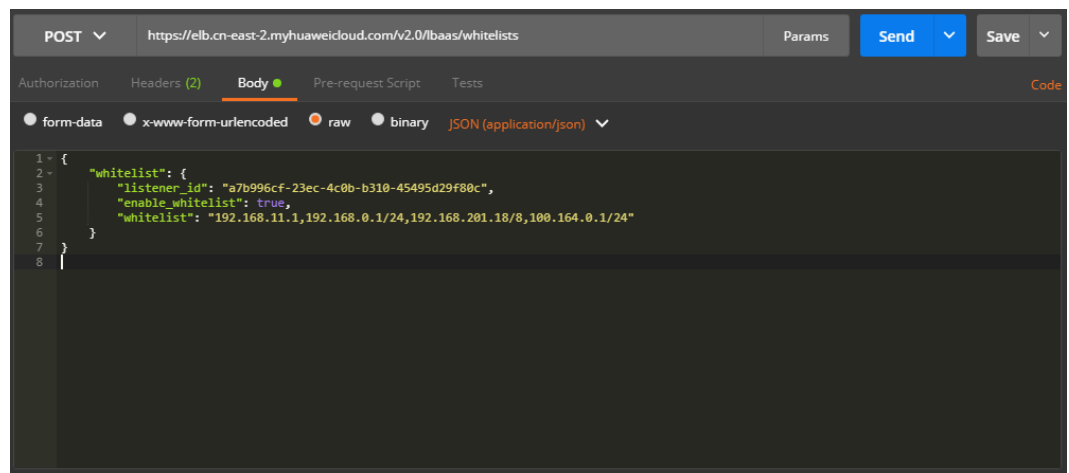 POST https://elb.cn-east-2.myhuaweicloud.com/v2.0/lbaas/whitelists Params Send Save
Authorization Headers (2) Body Pre-request Script Tests Code
form-data x-www-form-urlencoded raw binary JSON (application/json)
1 {
2 "whitelist": {
3 "listener_id": "a7b996cf-23ec-4c0b-b310-45495d29f80c",
4 "enable_whitelist": true,
5 "whitelist": "192.168.11.1,192.168.0.1/24,192.168.201.18/8,100.164.0.1/24"
6 }
7 }
8